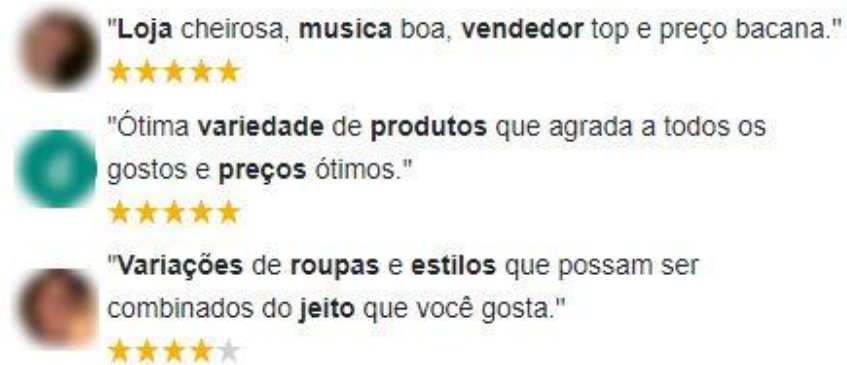 "Loja cheirosa, musica boa, vendedor top e preço bacana."
"Ótima variedade de produtos que agrada a todos os
gostos e preços ótimos."
"Variações de roupas e estilos que possam ser
combinados do jeito que você gosta."